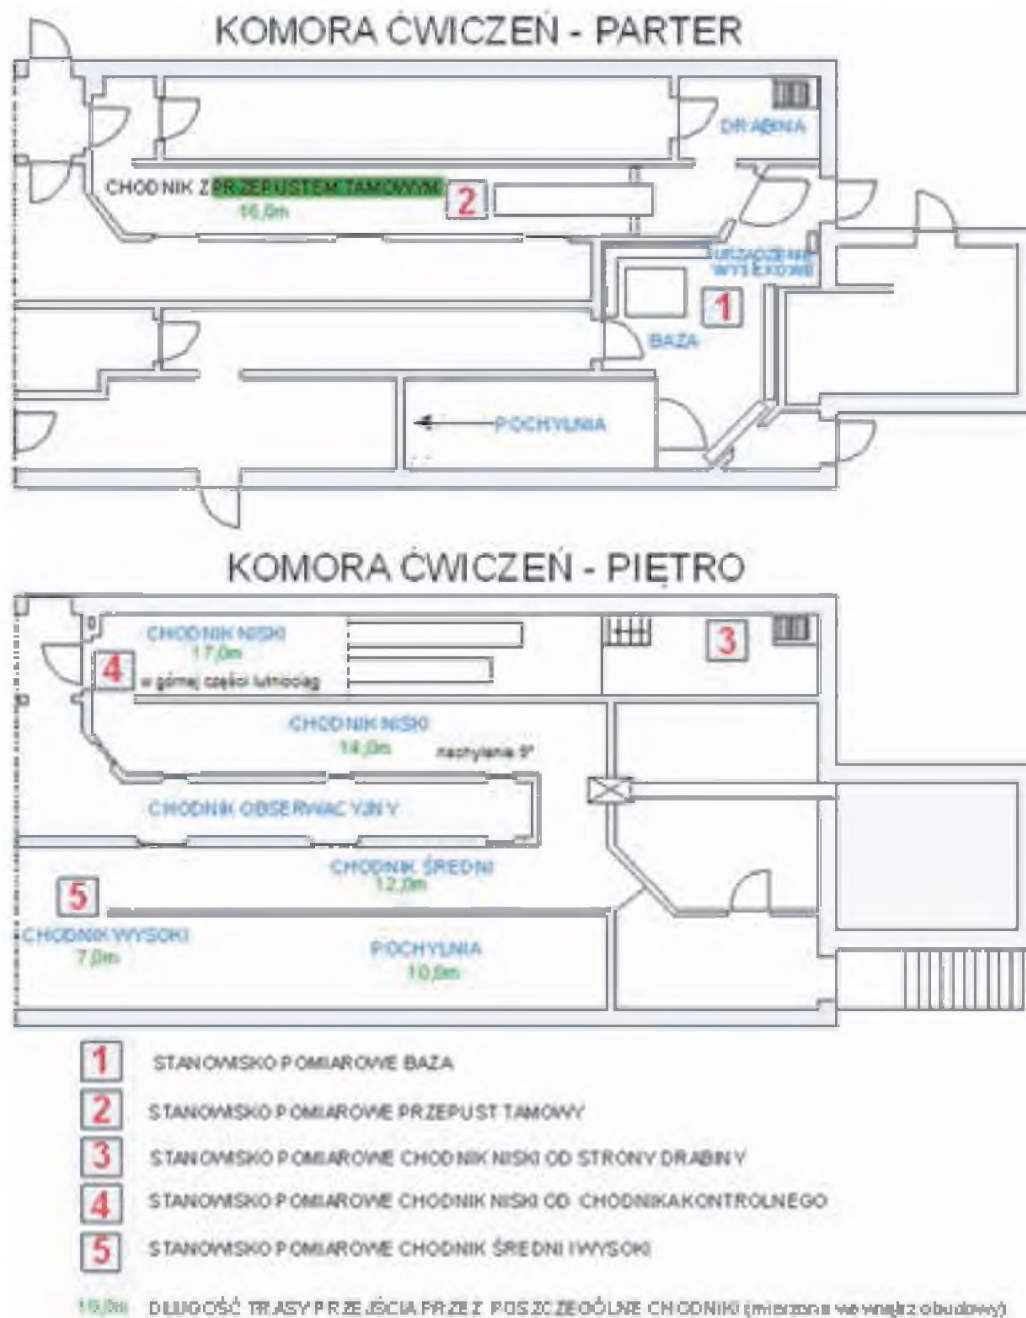 KOMORA ĆWICZEŃ - PARTER
DRABINA
CHODNIK Z PRZEPUSTEM TAMOWYM
16,0m
2
URZĄDZENIE
WYSIŁKOWE
1
BAZA
POCHYLNIA
KOMORA ĆWICZEŃ - PIĘTRO
CHODNIK NISKI
17,0m
3
4
w górnej części lutniociąg
CHODNIK NISKI
14,0m
nachylenie 9°
CHODNIK OBSERWACYJNY
CHODNIK ŚREDNI
12,0m
5
CHODNIK WYSOKI
7,0m
POCHYLNIA
10,0m
1 STANOWISKO POMIAROWE BAZA
2 STANOWISKO POMIAROWE PRZEPUST TAMOWY
3 STANOWISKO POMIAROWE CHODNIK NISKI OD STRONY DRABINY
4 STANOWISKO POMIAROWE CHODNIK NISKI OD CHODNIKA KONTROLNEGO
5 STANOWISKO POMIAROWE CHODNIK ŚREDNI I WYSOKI
10,0m DŁUGOŚĆ TRASY PRZEJŚCIA PRZEZ POSZCZEGÓLNE CHODNIKI (mierzona wewnątrz obudowy)